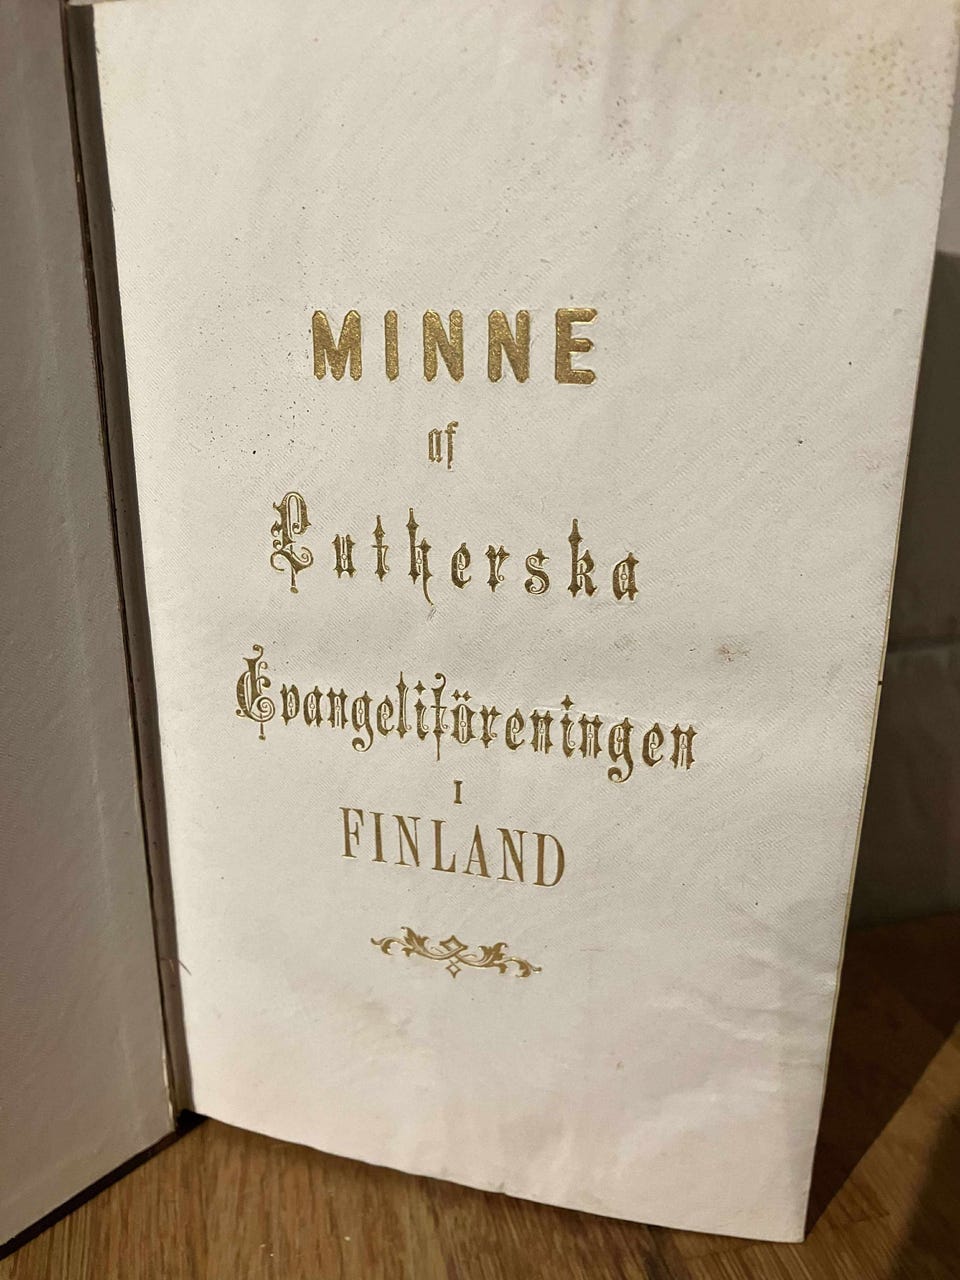 MINNE
af
Lutherska
Evangeliföreningen
I
FINLAND